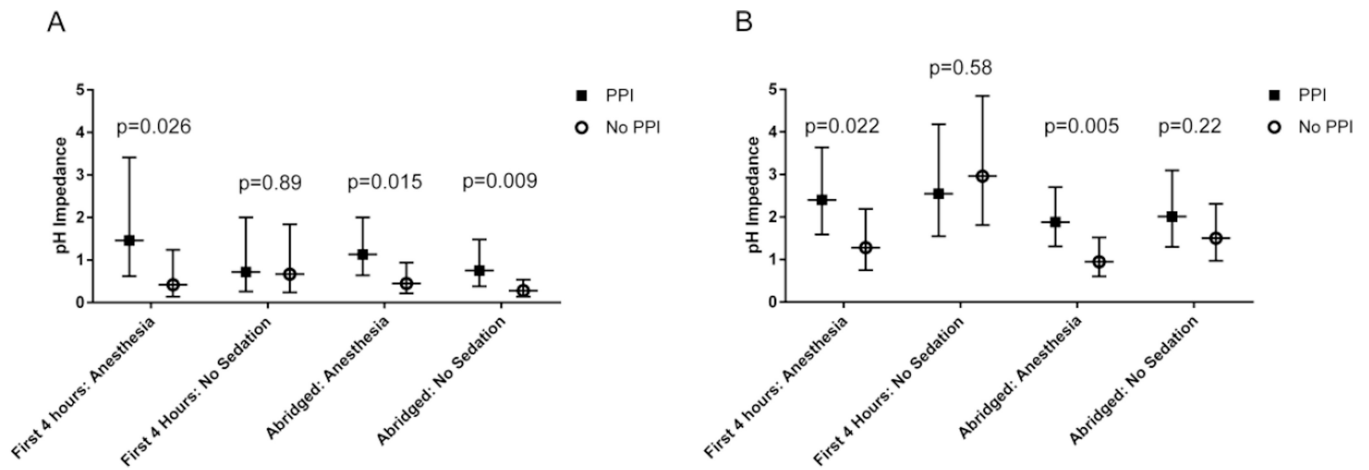 A
5
4
3
2
1
0
pH Impedance
p=0.026
p=0.89
p=0.015
p=0.009
PPI
No PPI
First 4 hours: Anesthesia
First 4 Hours: No Sedation
Abridged: Anesthesia
Abridged: No Sedation
B
5
4
3
2
1
0
pH Impedance
p=0.022
p=0.58
p=0.005
p=0.22
PPI
No PPI
First 4 hours: Anesthesia
First 4 Hours: No Sedation
Abridged: Anesthesia
Abridged: No Sedation